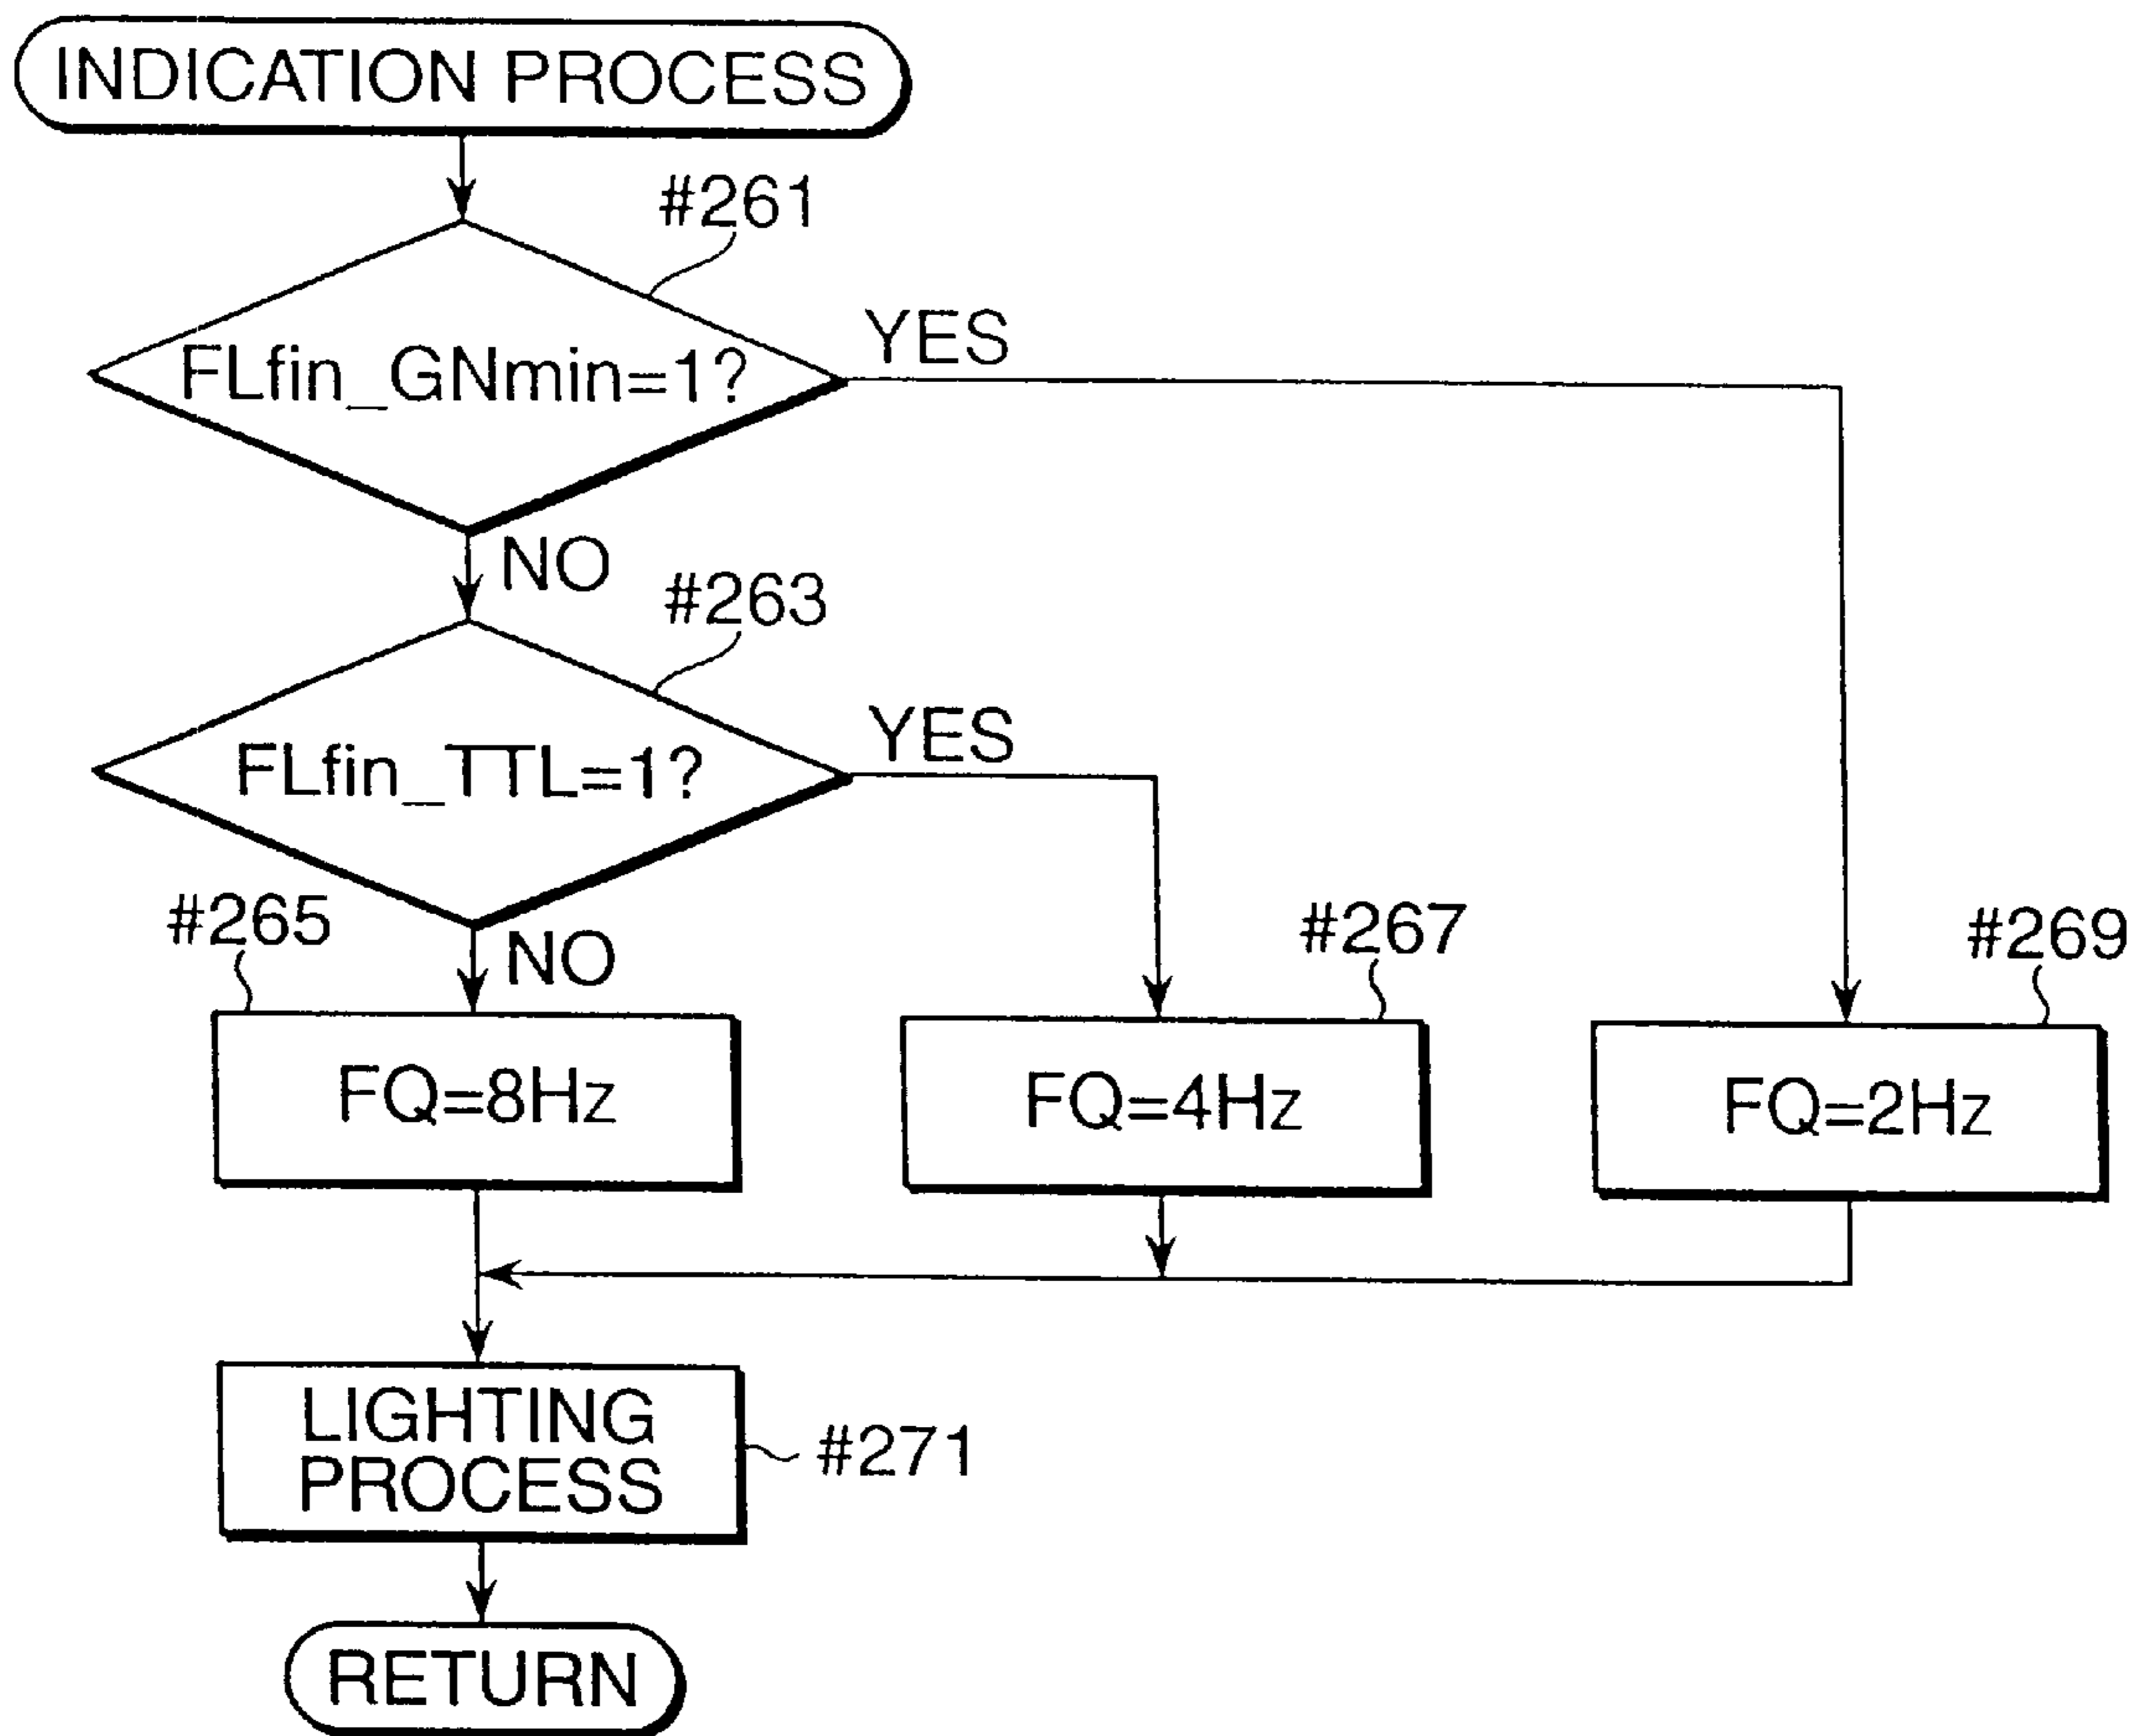 INDICATION PROCESS
#261
FLfin_GNmin=1?
YES
NO
#263
FLfin_TTL=1?
YES
NO
#265
#267
#269
FQ=8Hz
FQ=4Hz
FQ=2Hz
LIGHTING
PROCESS
#271
RETURN